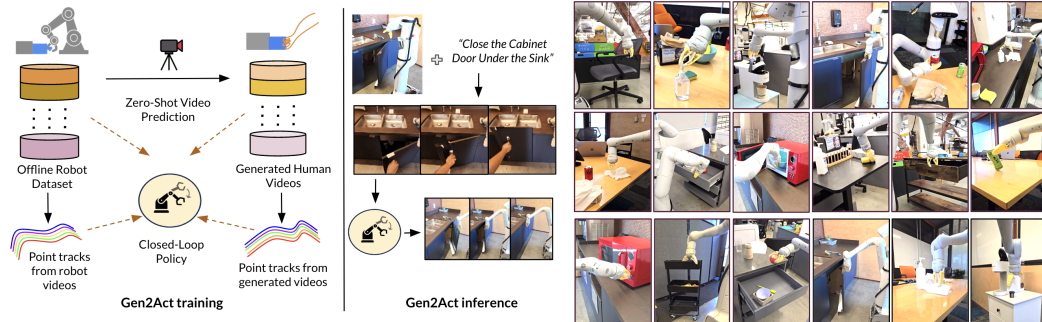 Zero-Shot Video
Prediction
Offline Robot
Dataset
Generated Human
Videos
Closed-Loop
Policy
Point tracks
from robot
videos
Point tracks from
generated videos
Gen2Act training
“Close the Cabinet
Door Under the Sink”
Gen2Act inference